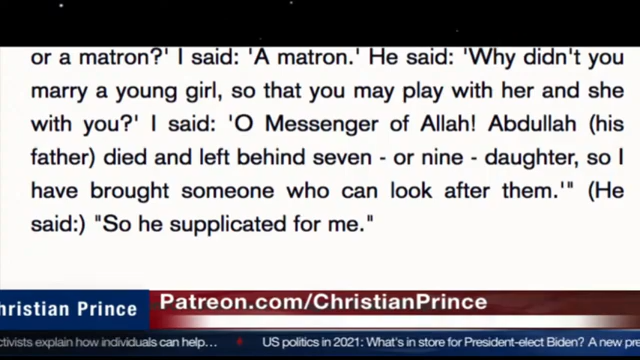 or a matron?' I said: 'A matron.' He said: 'Why didn't you
marry a young girl, so that you may play with her and she
with you?' I said: 'O Messenger of Allah! Abdullah (his
father) died and left behind seven - or nine - daughter, so I
have brought someone who can look after them.'" (He
said:) "So he supplicated for me."
hristian Prince
Patreon.com/ChristianPrince
ctivists explain how individuals can help… US politics in 2021: What's in store for President-elect Biden? A new pre